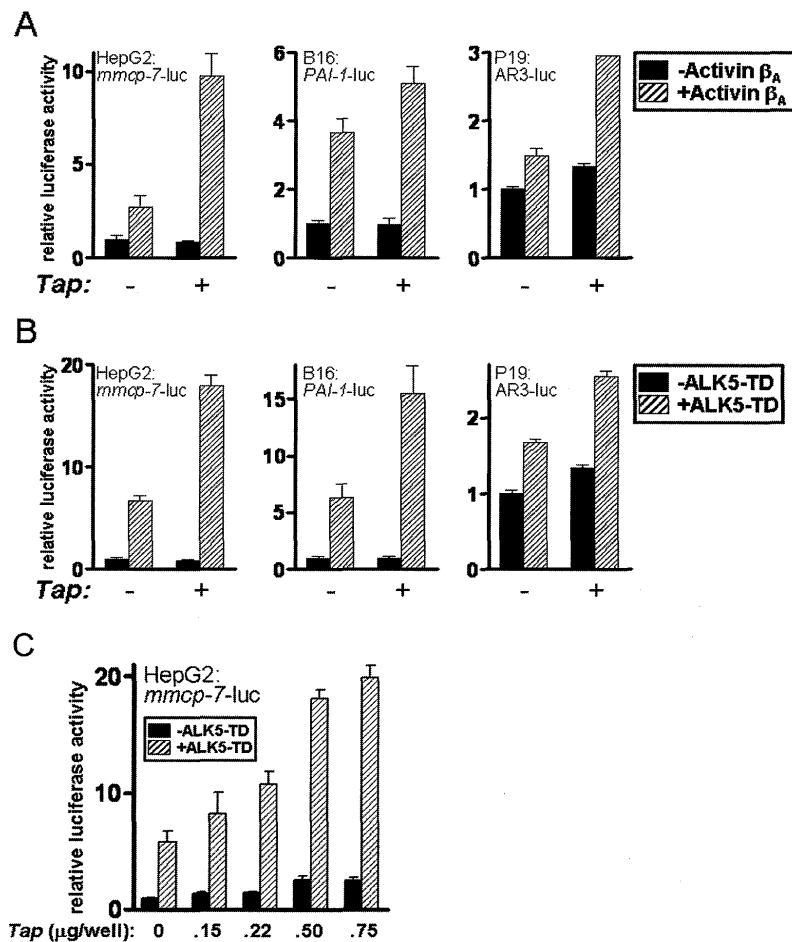 A
HepG2:
mmcp-7-luc
B16:
PAI-1-luc
P19:
AR3-luc
-Activin βA
+Activin βA
relative luciferase activity
10
5
0
6
4
2
0
3
2
1
0
Tap: - + - + - +
B
HepG2:
mmcp-7-luc
B16:
PAI-1-luc
P19:
AR3-luc
-ALK5-TD
+ALK5-TD
relative luciferase activity
20
10
0
15
10
5
0
2
1
0
Tap: - + - + - +
C
HepG2:
mmcp-7-luc
-ALK5-TD
+ALK5-TD
relative luciferase activity
20
10
0
Tap (μg/well): 0 .15 .22 .50 .75